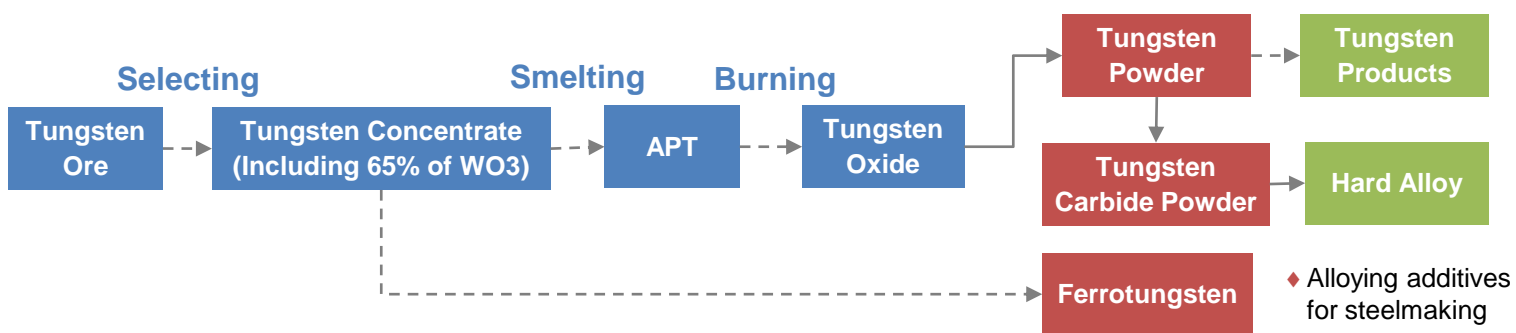 Selecting
Smelting
Burning
Tungsten
Ore
Tungsten Concentrate
(Including 65% of WO3)
APT
Tungsten
Oxide
Tungsten
Powder
Tungsten
Products
Tungsten
Carbide Powder
Hard Alloy
Ferrotungsten
♦ Alloying additives
for steelmaking